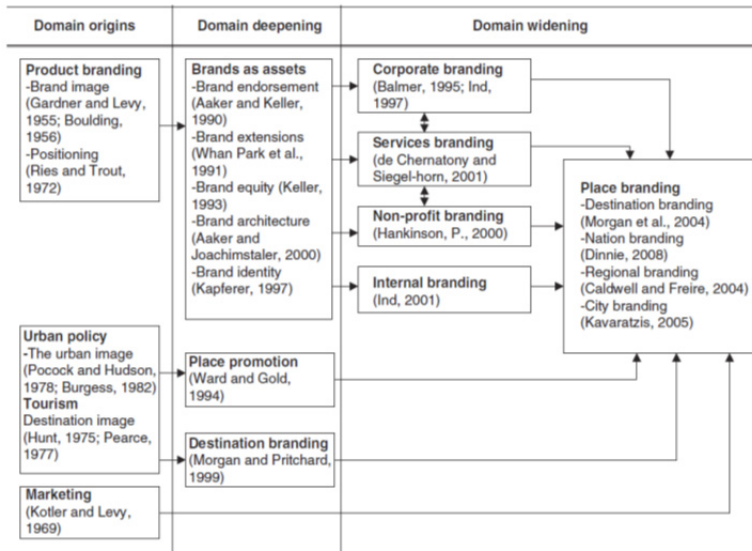 Domain origins
Domain deepening
Domain widening
Product branding
-Brand image
(Gardner and Levy,
1955; Boulding,
1956)
-Positioning
(Ries and Trout,
1972)
Brands as assets
-Brand endorsement
(Aaker and Keller,
1990)
-Brand extensions
(Whan Park et al.,
1991)
-Brand equity (Keller,
1993)
-Brand architecture
(Aaker and
Joachimstaler, 2000)
-Brand identity
(Kapferer, 1997)
Corporate branding
(Balmer, 1995; Ind,
1997)
Services branding
(de Chernatony and
Siegel-horn, 2001)
Non-profit branding
(Hankinson, P., 2000)
Internal branding
(Ind, 2001)
Place branding
-Destination branding
(Morgan et al., 2004)
-Nation branding
(Dinnie, 2008)
-Regional branding
(Caldwell and Freire, 2004)
-City branding
(Kavaratzis, 2005)
Urban policy
-The urban image
(Pocock and Hudson,
1978; Burgess, 1982)
Tourism
Destination image
(Hunt, 1975; Pearce,
1977)
Place promotion
(Ward and Gold,
1994)
Destination branding
(Morgan and Pritchard,
1999)
Marketing
(Kotler and Levy,
1969)